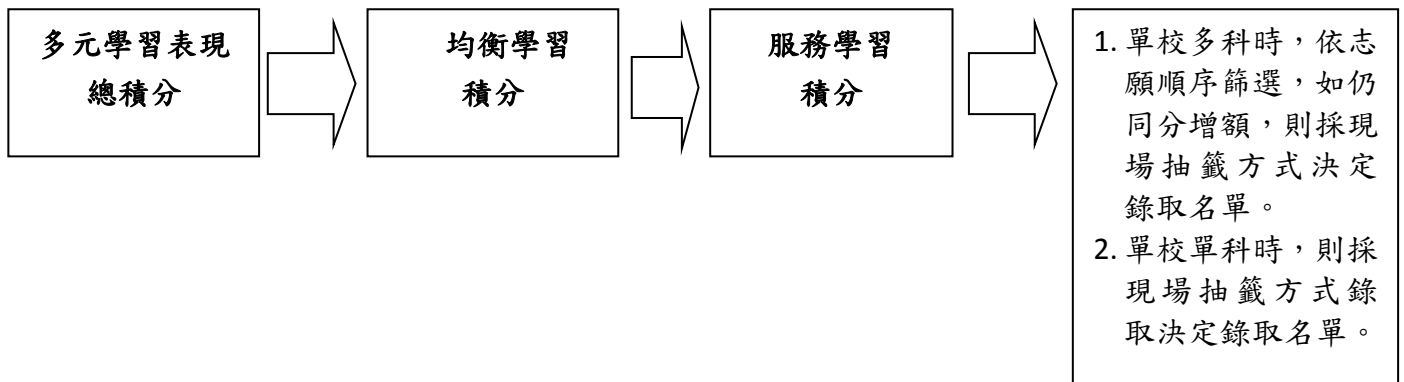 多元學習表現
總積分
均衡學習
積分
服務學習
積分
1. 單校多科時，依志
願順序篩選，如仍
同分增額，則採現
場抽籤方式決定
錄取名單。
2. 單校單科時，則採
現場抽籤方式錄
取決定錄取名單。